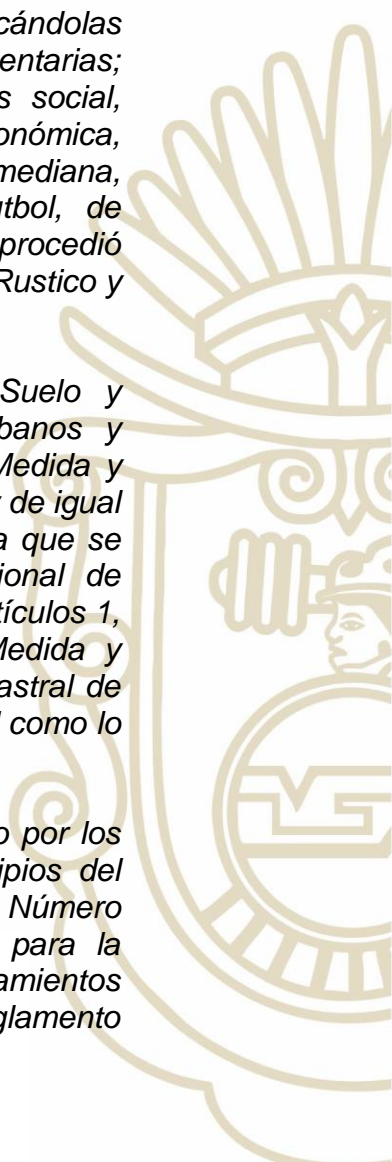 cándolas
entarias;
s social,
onómica,
mediana,
utbol, de
procedió
Rustico y
Suelo y
banos y
Medida y
de igual
a que se
ional de
tículos 1,
Medida y
astral de
l como lo
o por los
ipios del
Número
para la
amientos
glamento